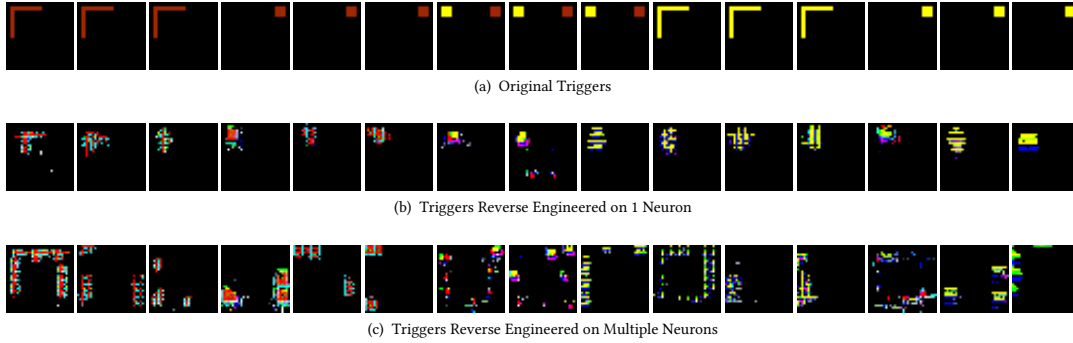 (a) Original Triggers
(b) Triggers Reverse Engineered on 1 Neuron
(c) Triggers Reverse Engineered on Multiple Neurons